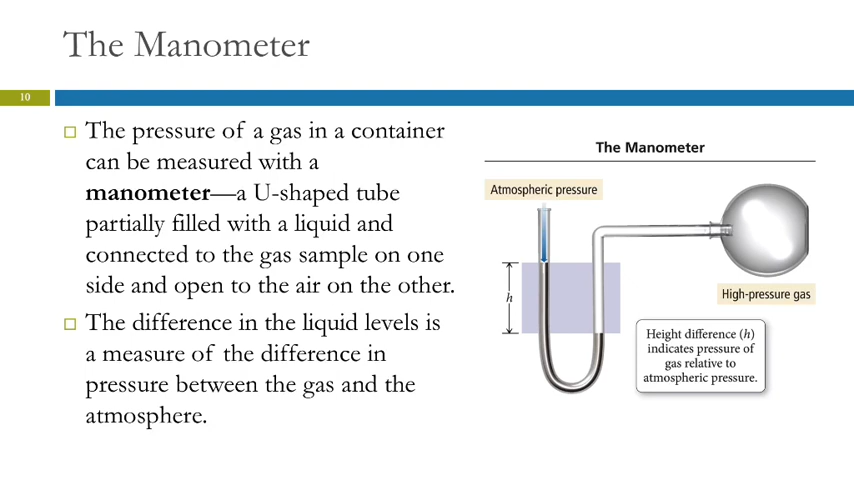 The Manometer
10
The pressure of a gas in a container
can be measured with a
manometer—a U-shaped tube
partially filled with a liquid and
connected to the gas sample on one
side and open to the air on the other.
The difference in the liquid levels is
a measure of the difference in
pressure between the gas and the
atmosphere.
The Manometer
Atmospheric pressure
h
High-pressure gas
Height difference (h)
indicates pressure of
gas relative to
atmospheric pressure.